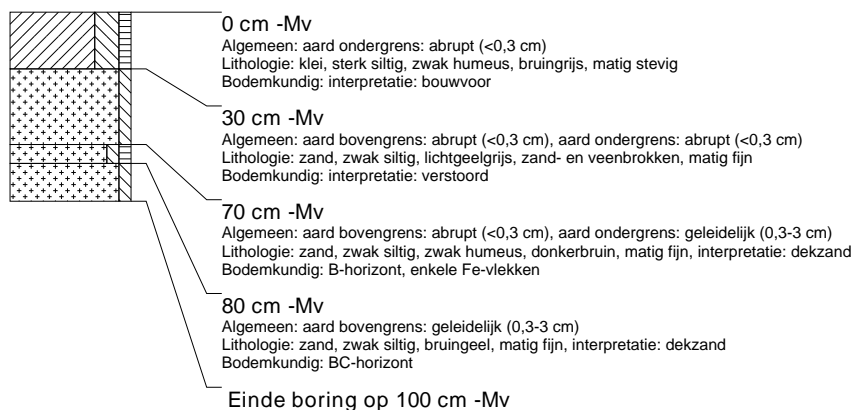 0 cm -Mv
Algemeen: aard ondergrens: abrupt (<0,3 cm)
Lithologie: klei, sterk siltig, zwak humeus, bruingrijs, matig stevig
Bodemkundig: interpretatie: bouwvoor
30 cm -Mv
Algemeen: aard bovengrens: abrupt (<0,3 cm), aard ondergrens: abrupt (<0,3 cm)
Lithologie: zand, zwak siltig, lichtgeelgrijs, zand- en veenbrokken, matig fijn
Bodemkundig: interpretatie: verstoord
70 cm -Mv
Algemeen: aard bovengrens: abrupt (<0,3 cm), aard ondergrens: geleidelijk (0,3-3 cm)
Lithologie: zand, zwak siltig, zwak humeus, donkerbruin, matig fijn, interpretatie: dekzand
Bodemkundig: B-horizont, enkele Fe-vlekken
80 cm -Mv
Algemeen: aard bovengrens: geleidelijk (0,3-3 cm)
Lithologie: zand, zwak siltig, bruingeel, matig fijn, interpretatie: dekzand
Bodemkundig: BC-horizont
Einde boring op 100 cm -Mv